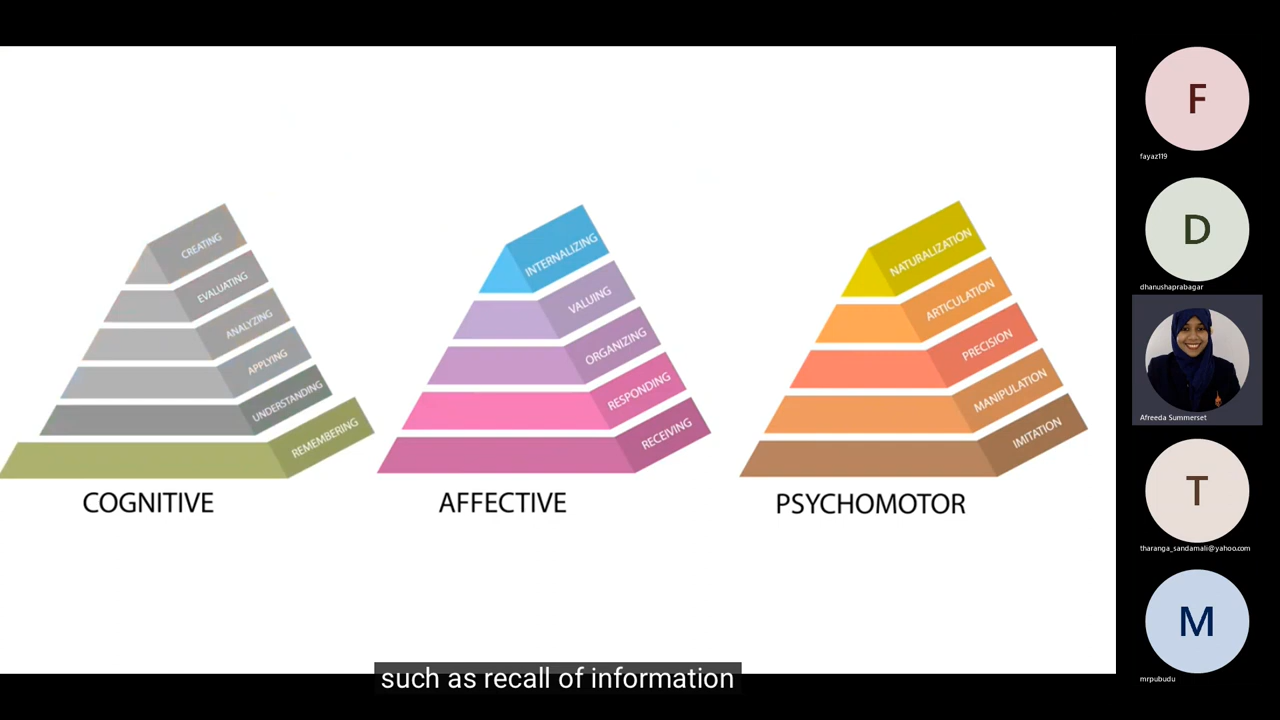 CREATING
EVALUATING
ANALYZING
APPLYING
UNDERSTANDING
REMEMBERING
COGNITIVE
INTERNALIZING
VALUING
ORGANIZING
RESPONDING
RECEIVING
AFFECTIVE
NATURALIZATION
ARTICULATION
PRECISION
MANIPULATION
IMITATION
PSYCHOMOTOR
such as recall of information
F
fayaz119
D
dhanushaprabagar
Afreeda Summerset
T
tharanga_sandamali@yahoo.com
M
mrpubudu